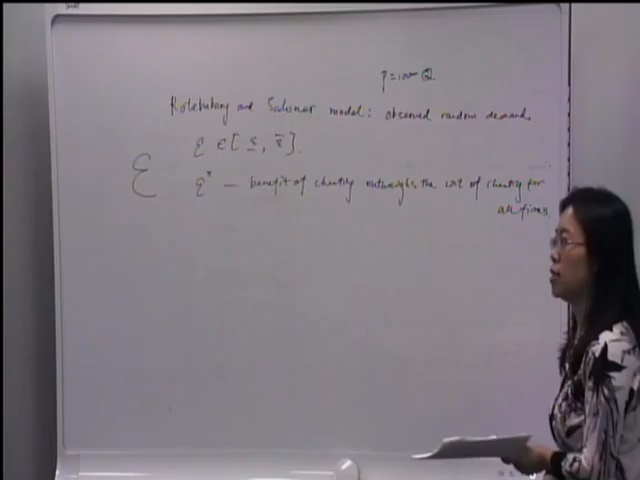 p=100-Q
Rotemberg and Saloner model: observed random demand,
ε ∈ [ε, ε̄].
ε
ε* — benefit of cheating outweighs the cost of cheating for
all firms.